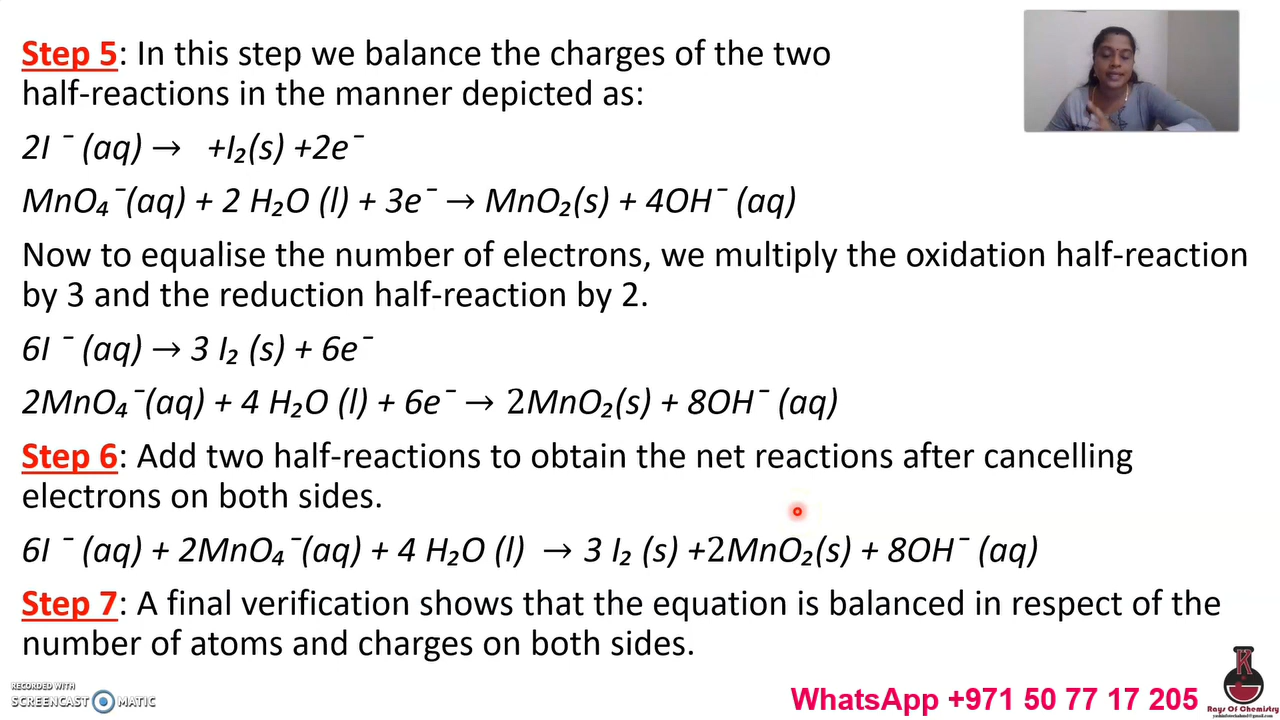 Step 5: In this step we balance the charges of the two
half-reactions in the manner depicted as:
2I ⁻ (aq) → +I₂(s) +2e⁻
MnO₄⁻(aq) + 2 H₂O (l) + 3e⁻ → MnO₂(s) + 4OH⁻ (aq)
Now to equalise the number of electrons, we multiply the oxidation half-reaction
by 3 and the reduction half-reaction by 2.
6I ⁻ (aq) → 3 I₂ (s) + 6e⁻
2MnO₄⁻(aq) + 4 H₂O (l) + 6e⁻ → 2MnO₂(s) + 8OH⁻ (aq)
Step 6: Add two half-reactions to obtain the net reactions after cancelling
electrons on both sides.
6I ⁻ (aq) + 2MnO₄⁻(aq) + 4 H₂O (l) → 3 I₂ (s) +2MnO₂(s) + 8OH⁻ (aq)
Step 7: A final verification shows that the equation is balanced in respect of the
number of atoms and charges on both sides.
RECORDED WITH
SCREENCAST MATIC
WhatsApp +971 50 77 17 205
K
Rays Of Chemistry